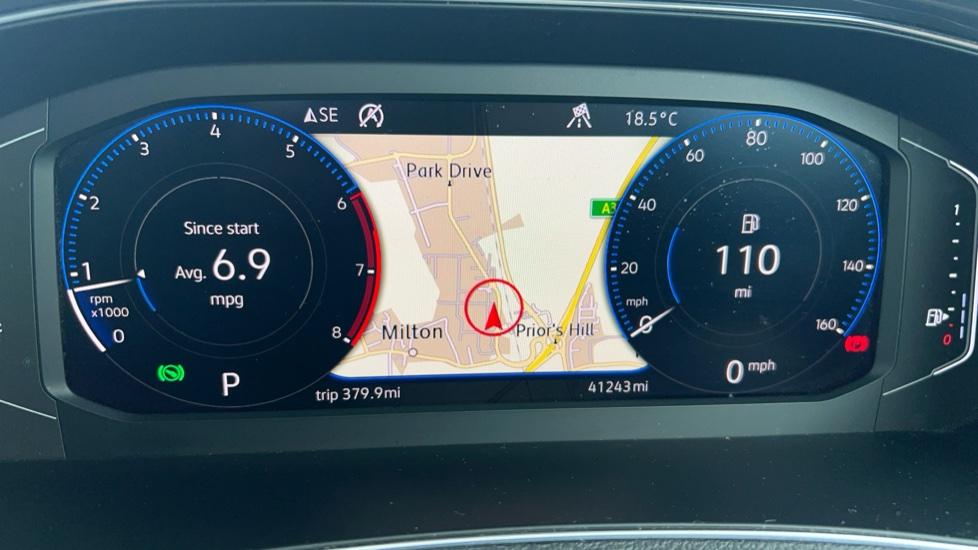 SE
18.5°C
1
2
3
4
5
6
7
8
0
rpm
x1000
Since start
Avg. 6.9
mpg
P
Park Drive
A3
Milton
Prior's Hill
trip 379.9mi
41243mi
0
20
40
60
80
100
120
140
160
mph
110
mi
0 mph
1
0